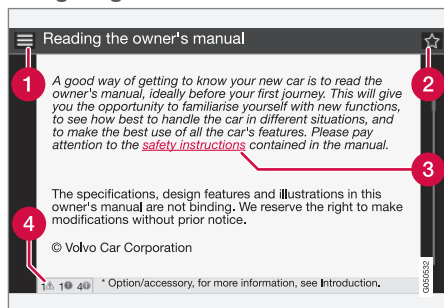 Reading the owner's manual
1
2
A good way of getting to know your new car is to read the
owner's manual, ideally before your first journey. This will give
you the opportunity to familiarise yourself with new functions,
to see how best to handle the car in different situations, and
to make the best use of all the car's features. Please pay
attention to the safety instructions contained in the manual.
3
The specifications, design features and illustrations in this
owner's manual are not binding. We reserve the right to make
modifications without prior notice.
4
© Volvo Car Corporation
1 1 4 * Option/accessory, for more information, see Introduction.
G050532